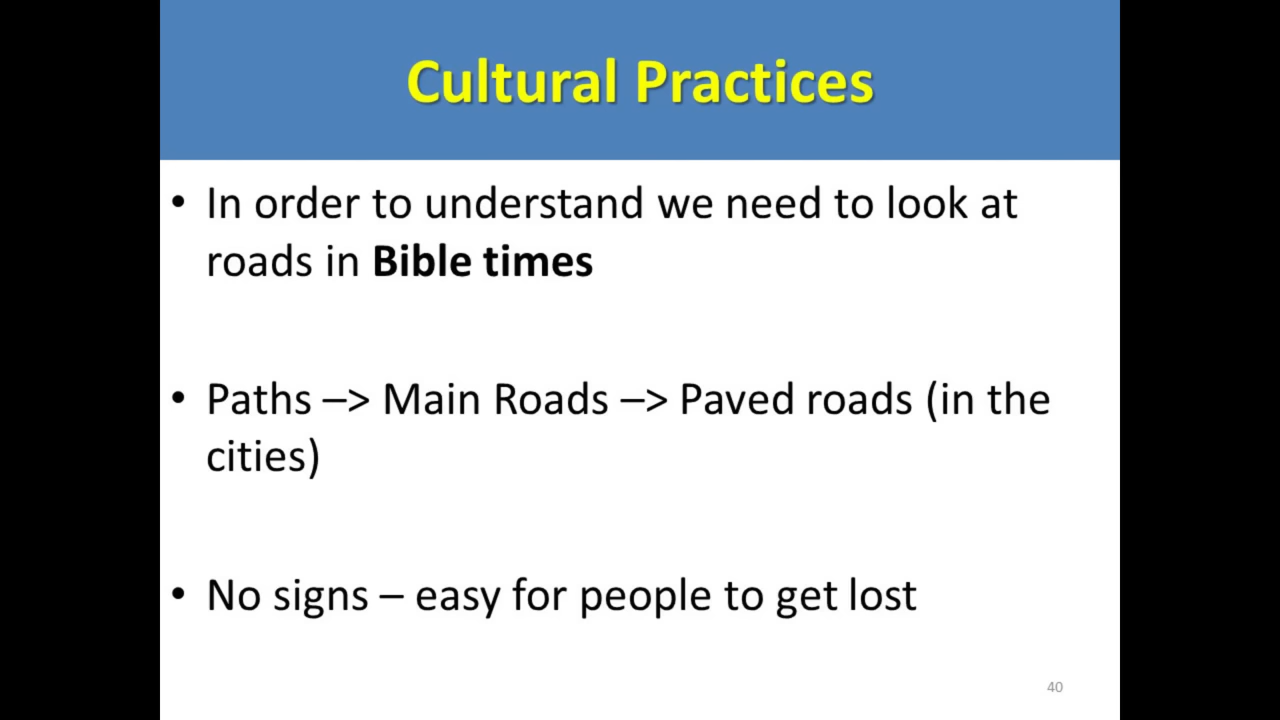 Cultural Practices
• In order to understand we need to look at
roads in Bible times
• Paths –> Main Roads –> Paved roads (in the
cities)
• No signs – easy for people to get lost
40